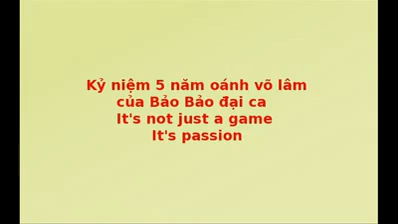 Kỷ niệm 5 năm oánh võ lâm
của Bảo Bảo đại ca
It's not just a game
It's passion